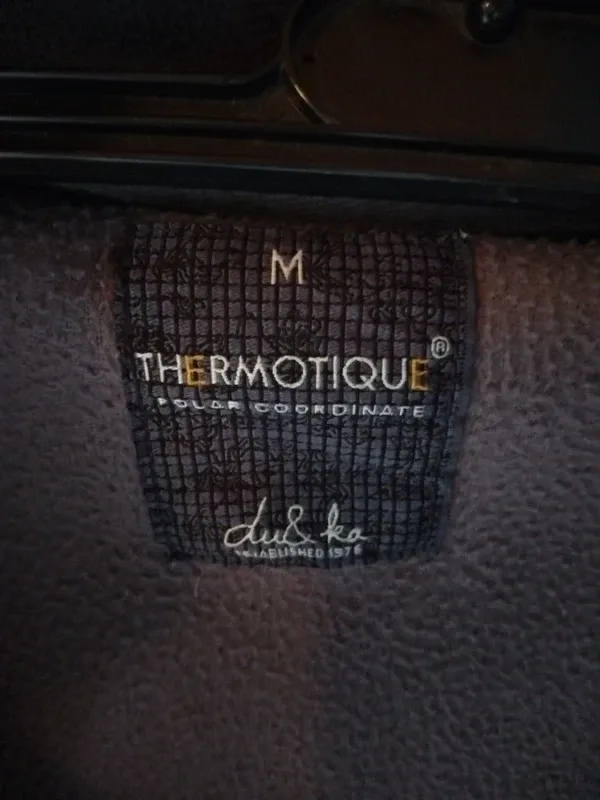 M
THERMOTIQUE®
POLAR COORDINATE
du & ka
ESTABLISHED 1976